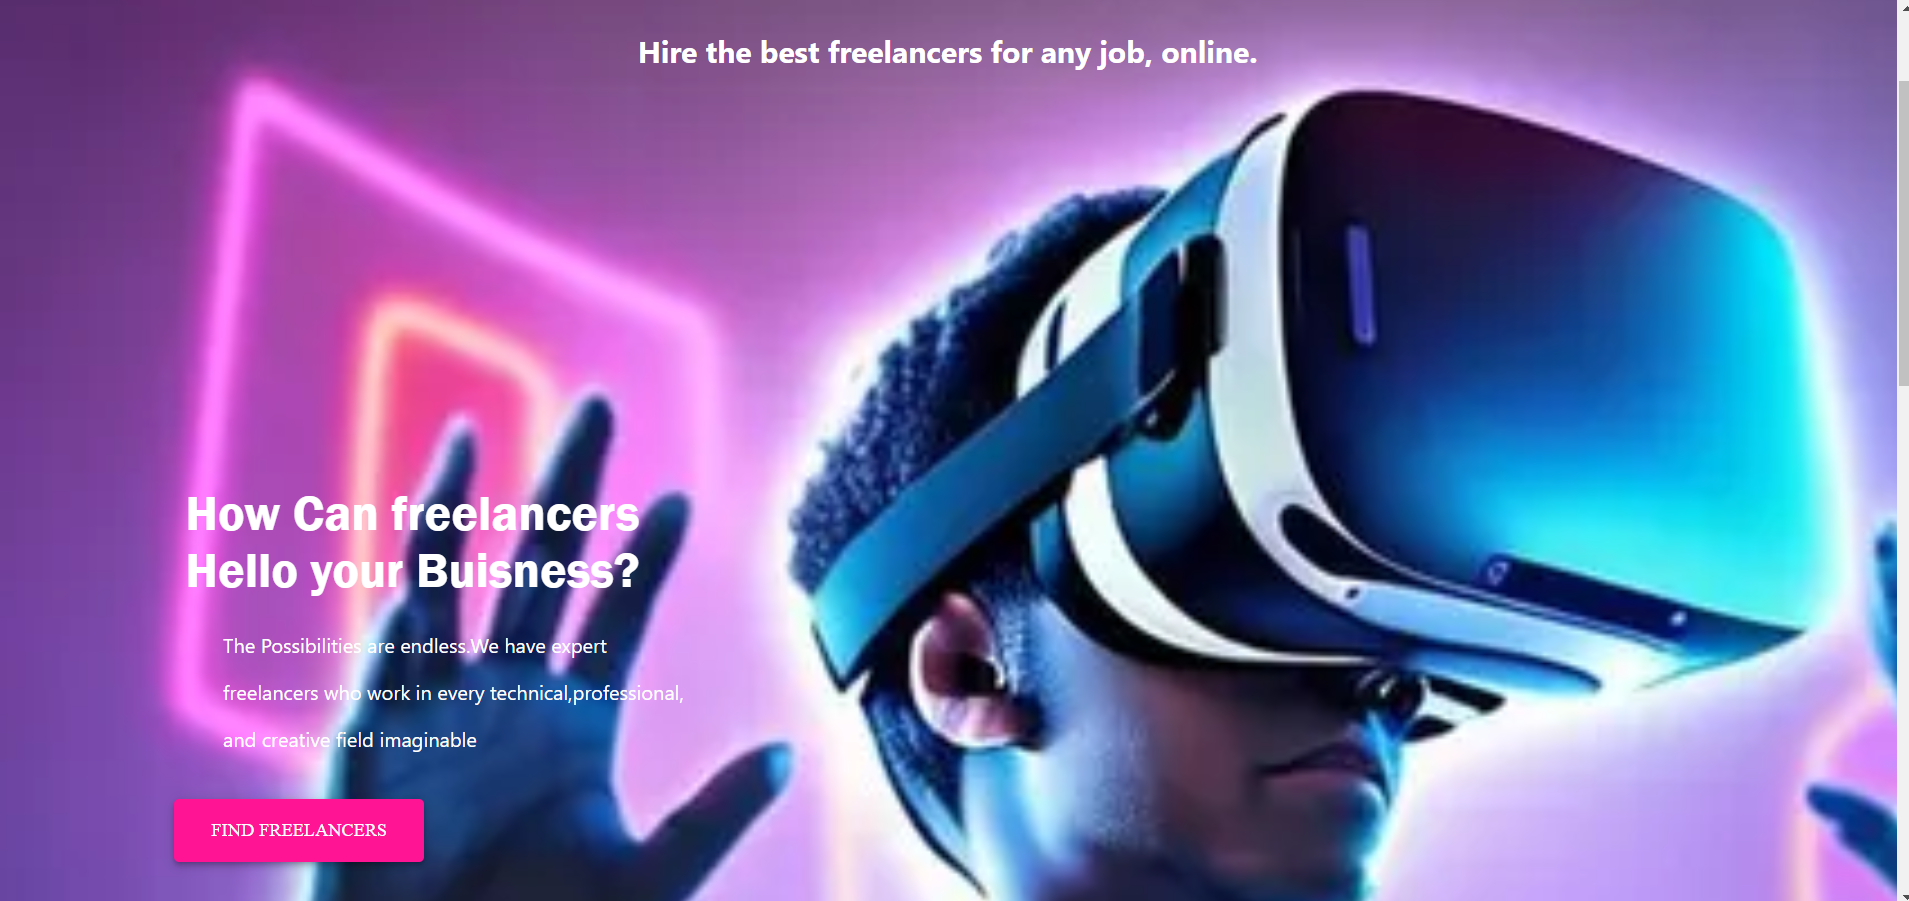 Hire the best freelancers for any job, online.
How Can freelancers
Hello your Buisness?
The Possibilities are endless.We have expert
freelancers who work in every technical,professional,
and creative field imaginable
FIND FREELANCERS